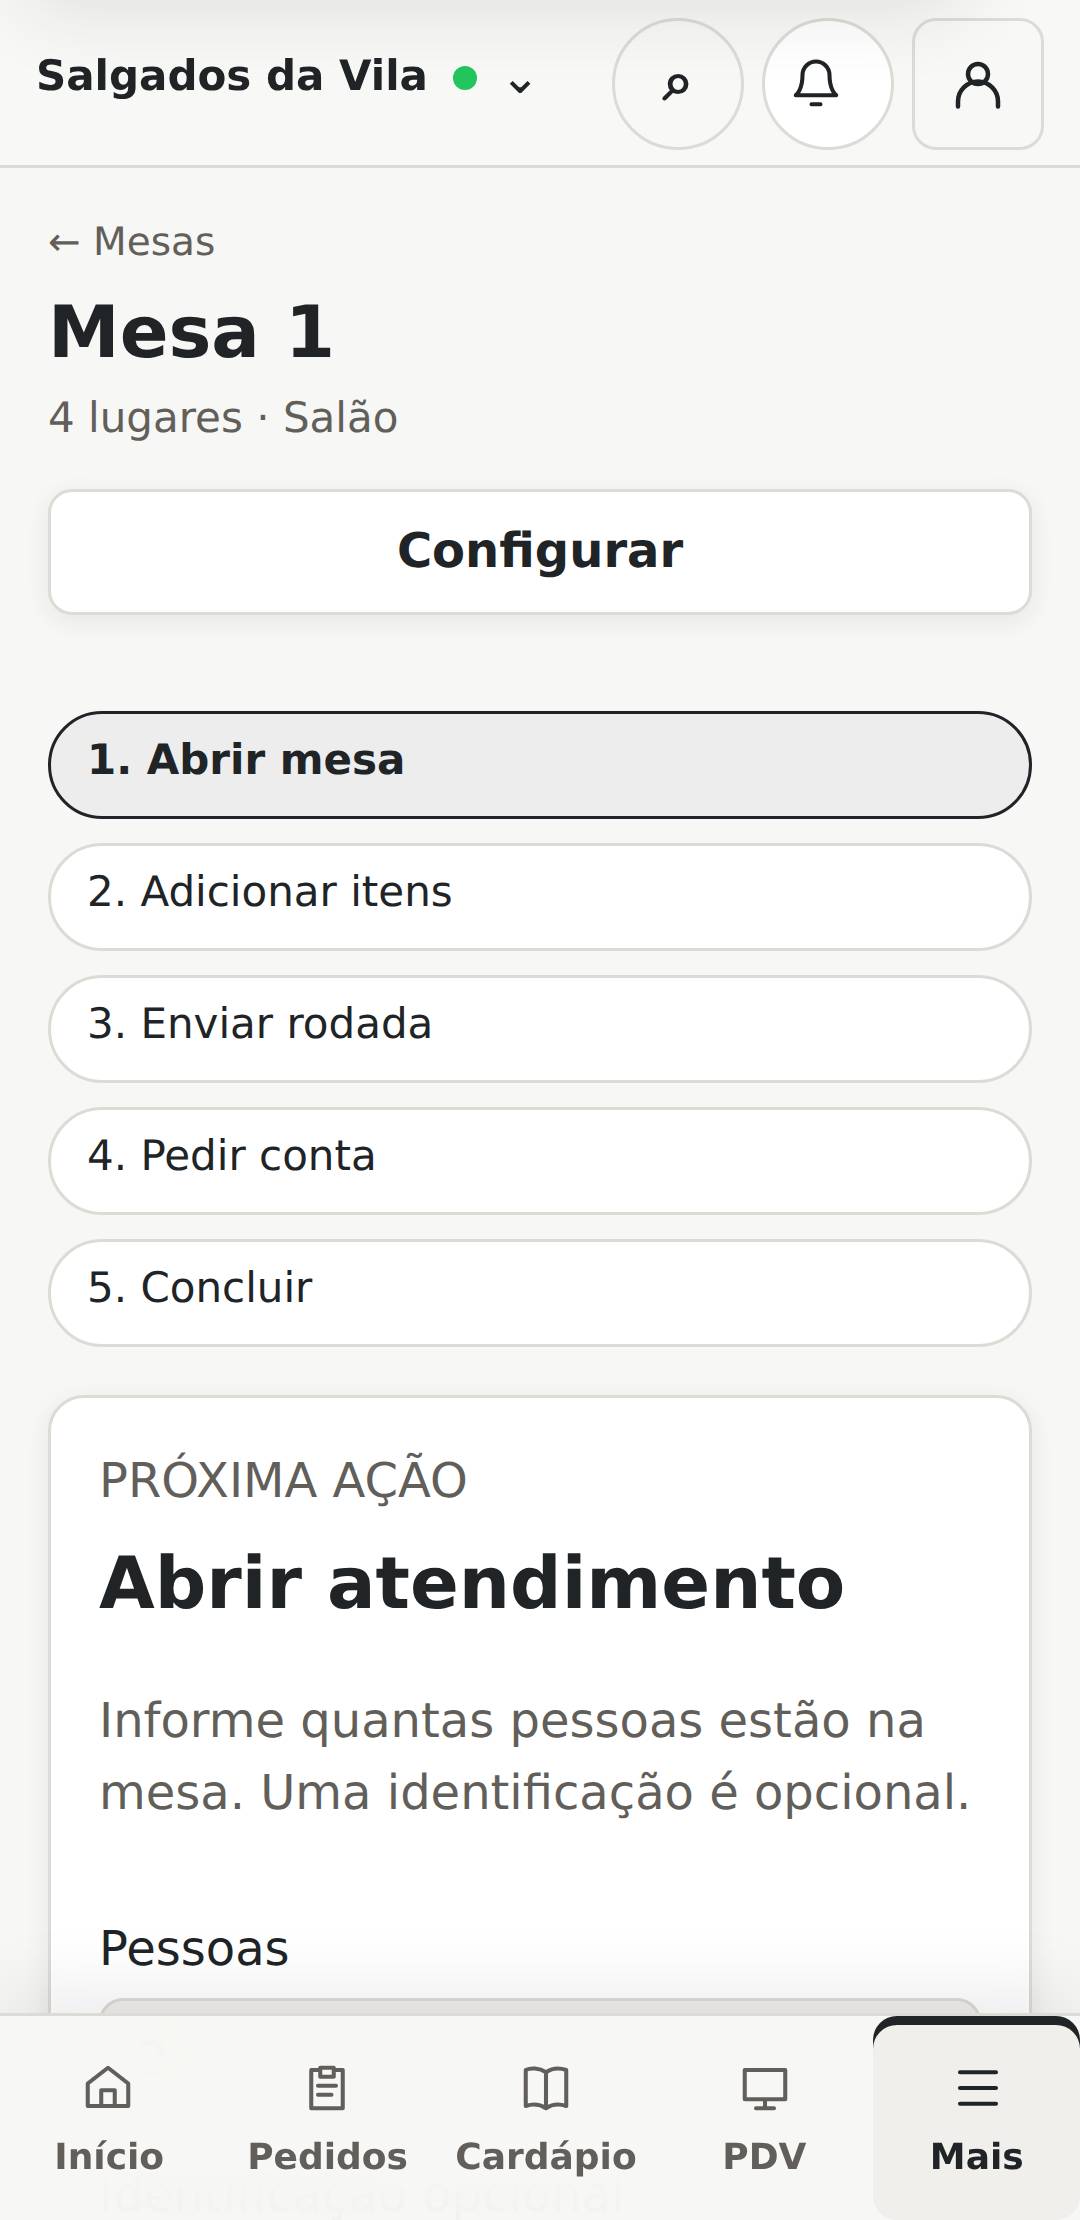 Salgados da Vila
← Mesas
Mesa 1
4 lugares · Salão
Configurar
1. Abrir mesa
2. Adicionar itens
3. Enviar rodada
4. Pedir conta
5. Concluir
PRÓXIMA AÇÃO
Abrir atendimento
Informe quantas pessoas estão na
mesa. Uma identificação é opcional.
Pessoas
Início
Pedidos
Cardápio
PDV
Mais
Identificação opcional